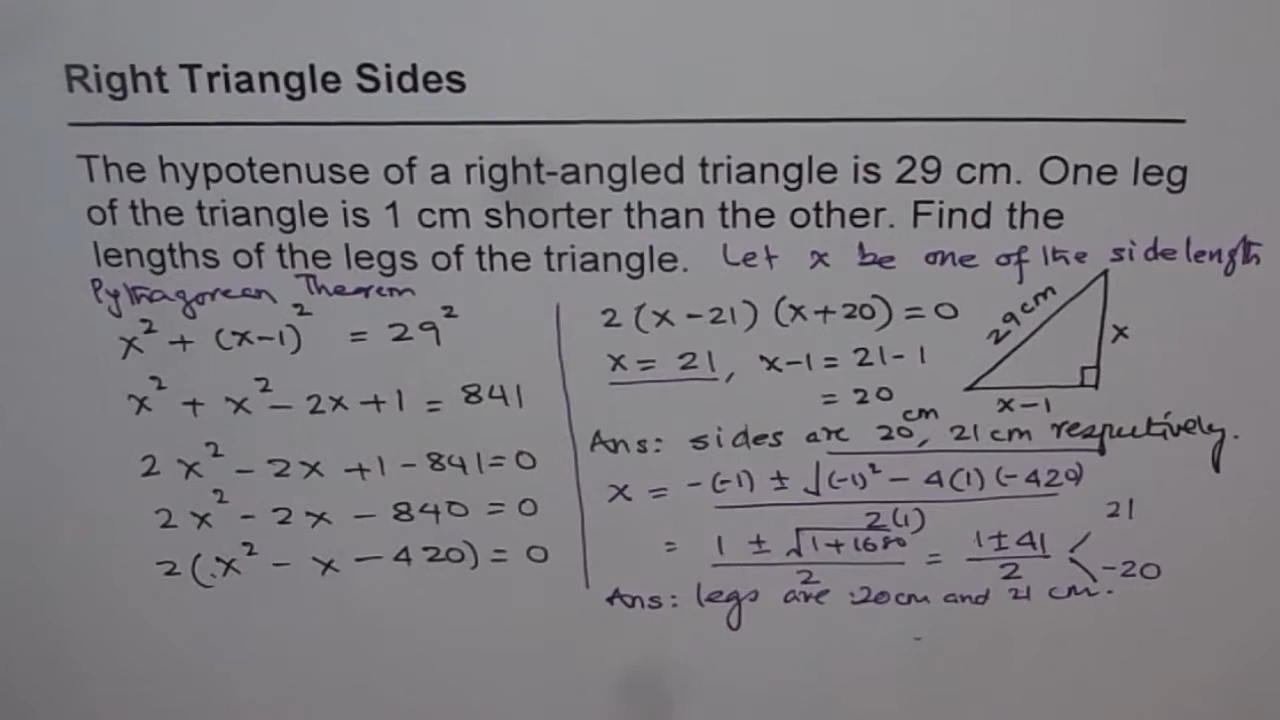 Right Triangle Sides
The hypotenuse of a right-angled triangle is 29 cm. One leg
of the triangle is 1 cm shorter than the other. Find the
lengths of the legs of the triangle. Let x be one of the side length
Pythagorean Theorem
x² + (x-1)² = 29²
x² + x² - 2x + 1 = 841
2x² - 2x + 1 - 841 = 0
2x² - 2x - 840 = 0
2(x² - x - 420) = 0
2(x-21)(x+20) = 0
x = 21, x-1 = 21-1
= 20
29cm
x
x-1
Ans: sides are 20cm, 21cm respectively.
x = -(-1) ± √(-1)² - 4(1)(-420)
2(1)
= 1 ± √1+1680 = 1±41 21
2 2 -20
Ans: legs are 20cm and 21 cm.